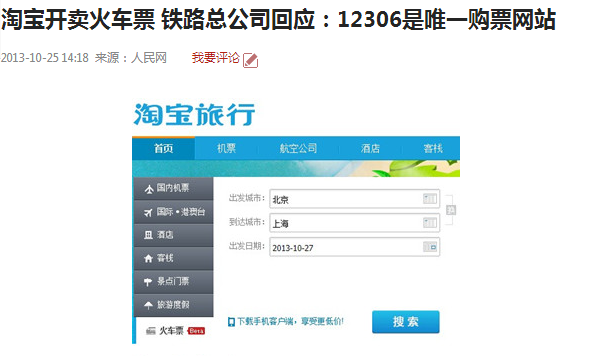 淘宝开卖火车票 铁路总公司回应：12306是唯一购票网站
2013-10-25 14:18 来源：人民网 我要评论
淘宝旅行
首页 机票 航空公司 酒店 客栈
国内机票
国际·港澳台
酒店
客栈
景点门票
旅游度假
火车票 Beta
出发城市： 北京
到达城市： 上海
出发日期： 2013-10-27
下载手机客户端，享受更低价！
搜 索